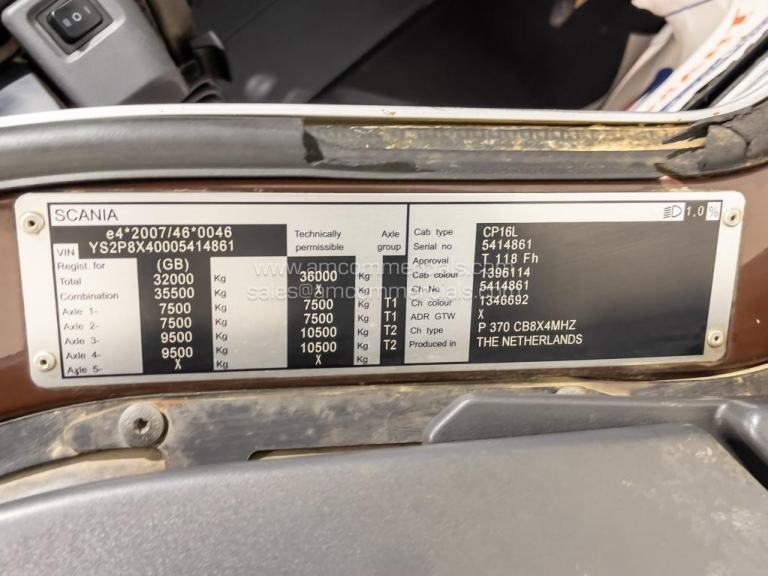 SCANIA
1,0 %
e4*2007/46*0046
VIN YS2P8X40005414861
Technically permissible
Axle group
Regist. for (GB)
Total 32000 Kg 36000 Kg
Combination 35500 Kg X Kg
Axle 1- 7500 Kg 7500 Kg T1
Axle 2- 7500 Kg 7500 Kg T1
Axle 3- 9500 Kg 10500 Kg T2
Axle 4- 9500 Kg 10500 Kg T2
Axle 5- X Kg X Kg
Cab type CP16L
Serial no 5414861
Approval T 118 Fh
Cab colour 1396114
Ch No. 5414861
Ch colour 1346692
ADR GTW X
Ch type P 370 CB8X4MHZ
Produced in THE NETHERLANDS
www.amcommercials.com
sales@amcommercials.com